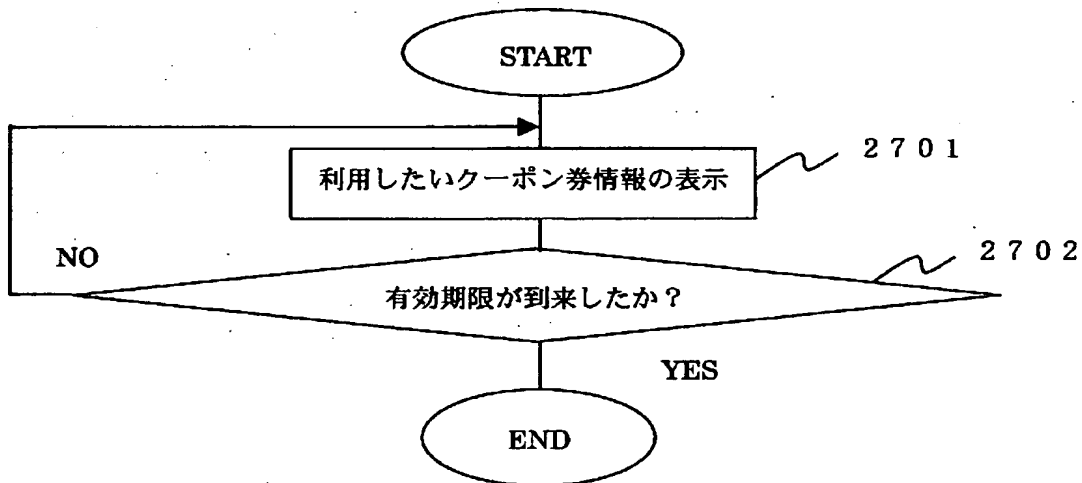 START
２７０１
利用したいクーポン券情報の表示
２７０２
NO
有効期限が到来したか？
YES
END